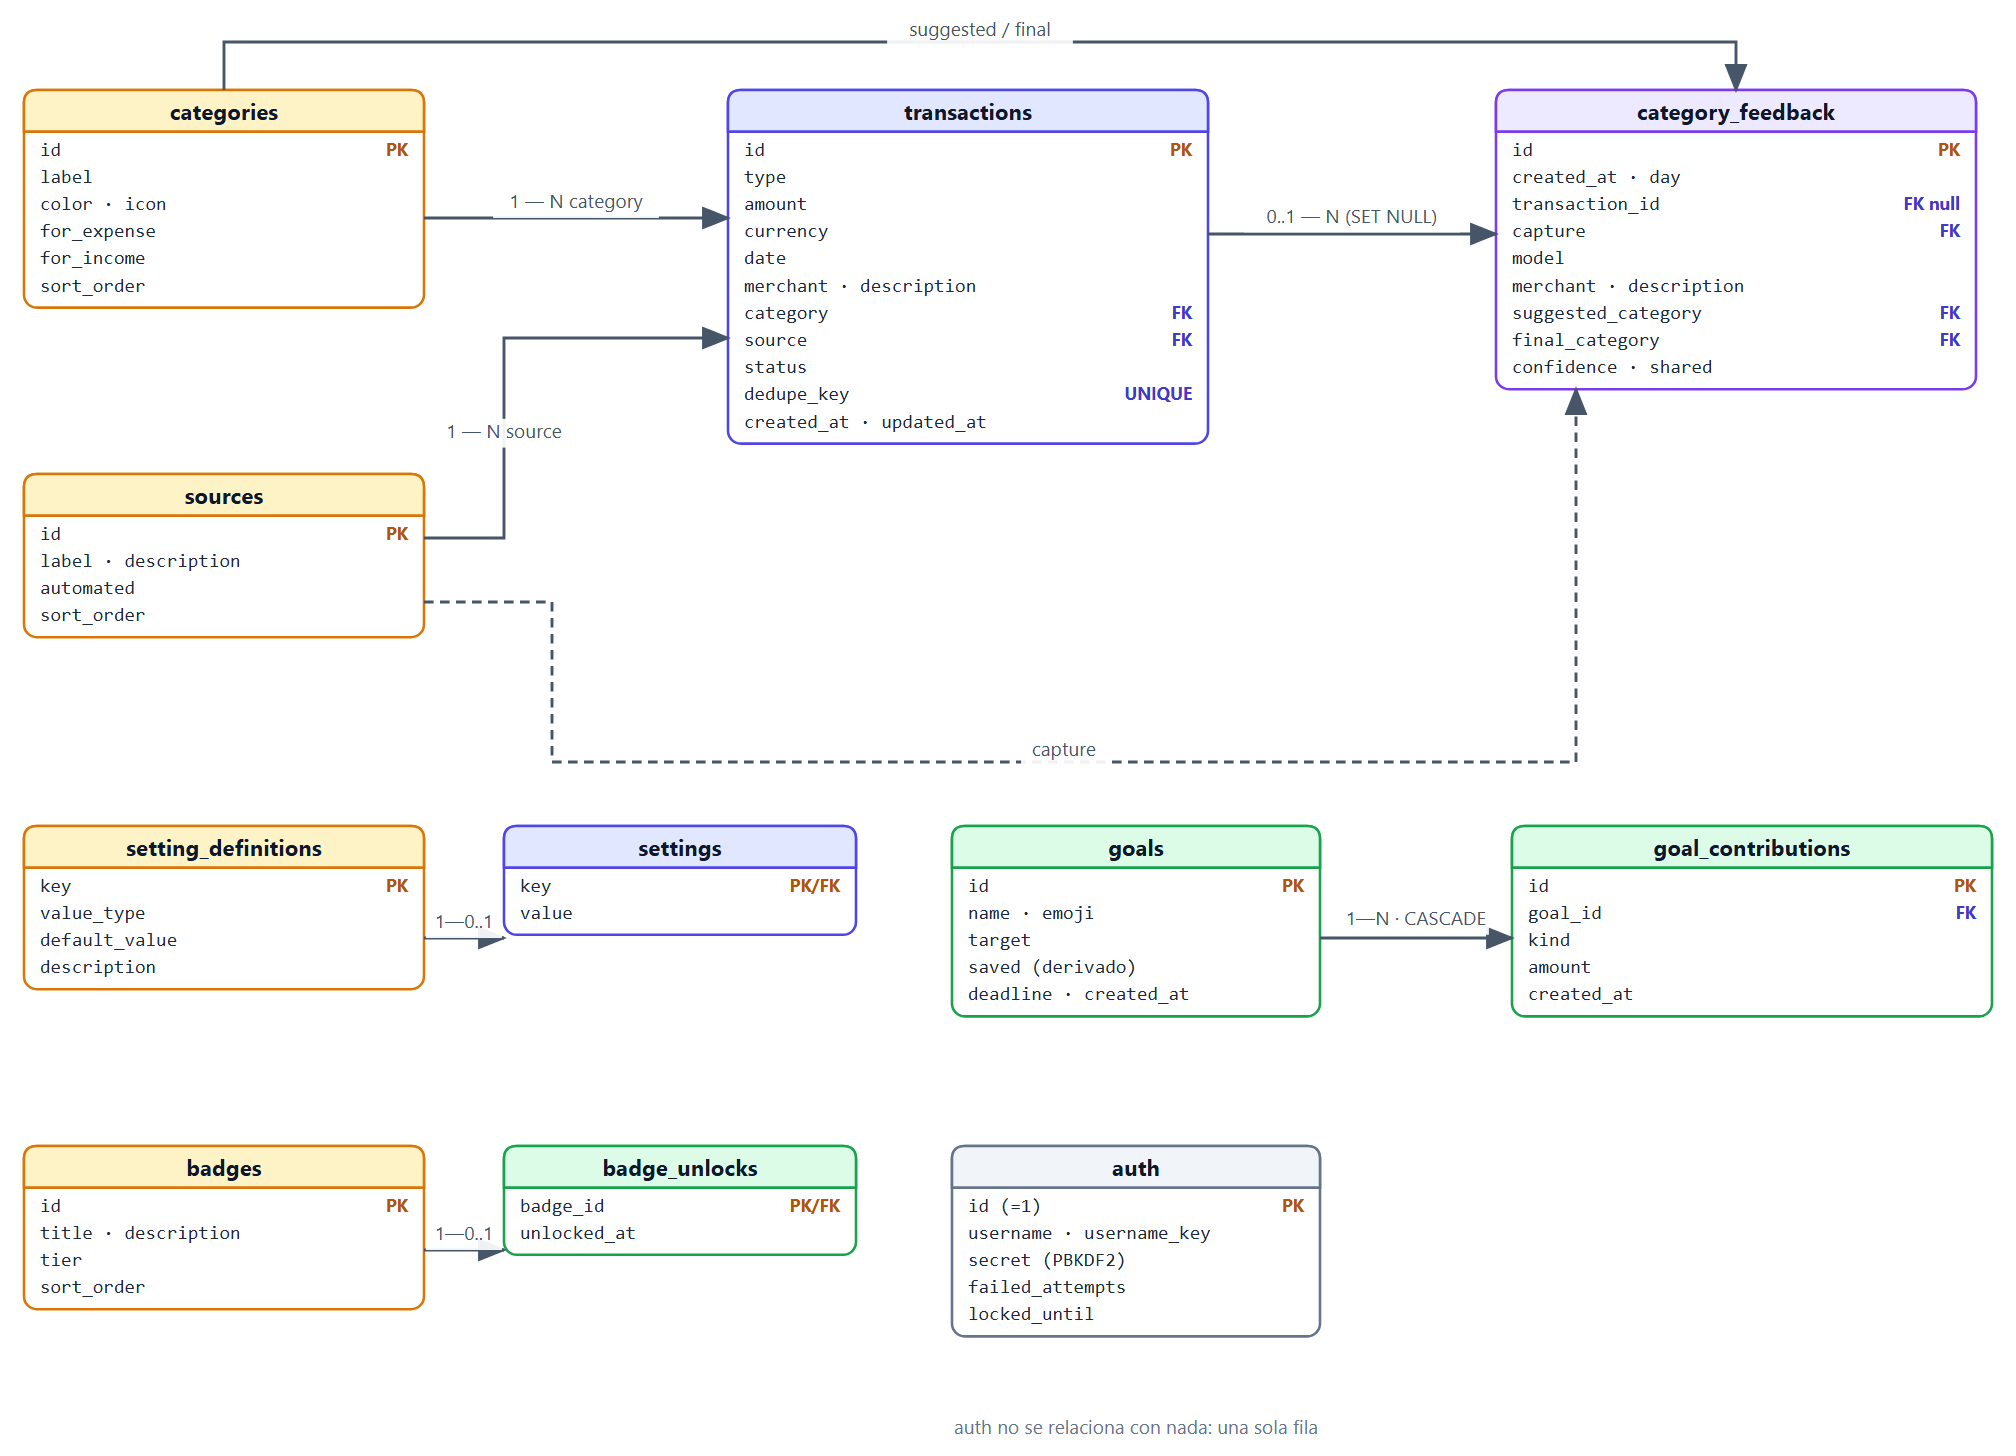 suggested / final
categories
id PK
label
color · icon
for_expense
for_income
sort_order
1 — N category
transactions
id PK
type
amount
currency
date
merchant · description
category FK
source FK
status
dedupe_key UNIQUE
created_at · updated_at
0..1 — N (SET NULL)
category_feedback
id PK
created_at · day
transaction_id FK null
capture FK
model
merchant · description
suggested_category FK
final_category FK
confidence · shared
1 — N source
sources
id PK
label · description
automated
sort_order
capture
setting_definitions
key PK
value_type
default_value
description
1—0..1
settings
key PK/FK
value
goals
id PK
name · emoji
target
saved (derivado)
deadline · created_at
1—N · CASCADE
goal_contributions
id PK
goal_id FK
kind
amount
created_at
badges
id PK
title · description
tier
sort_order
1—0..1
badge_unlocks
badge_id PK/FK
unlocked_at
auth
id (=1) PK
username · username_key
secret (PBKDF2)
failed_attempts
locked_until
auth no se relaciona con nada: una sola fila